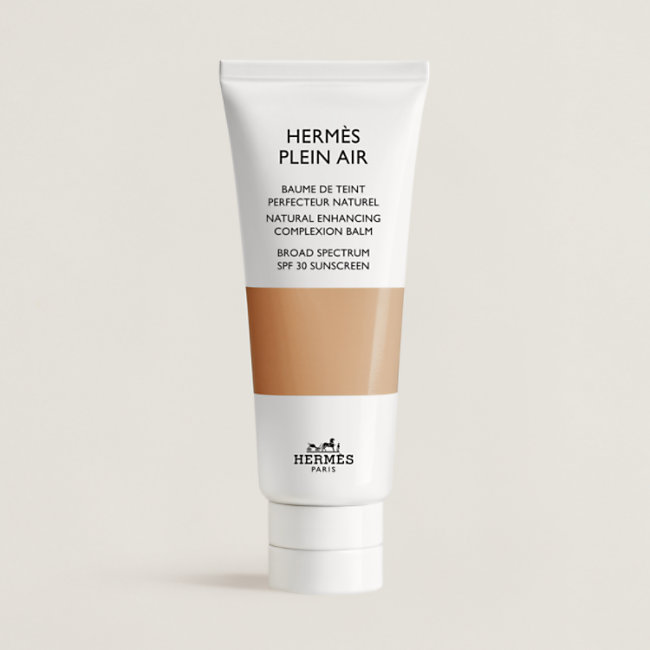 HERMÈS
PLEIN AIR
BAUME DE TEINT
PERFECTEUR NATUREL
NATURAL ENHANCING
COMPLEXION BALM
BROAD SPECTRUM
SPF 30 SUNSCREEN
HERMÈS
PARIS